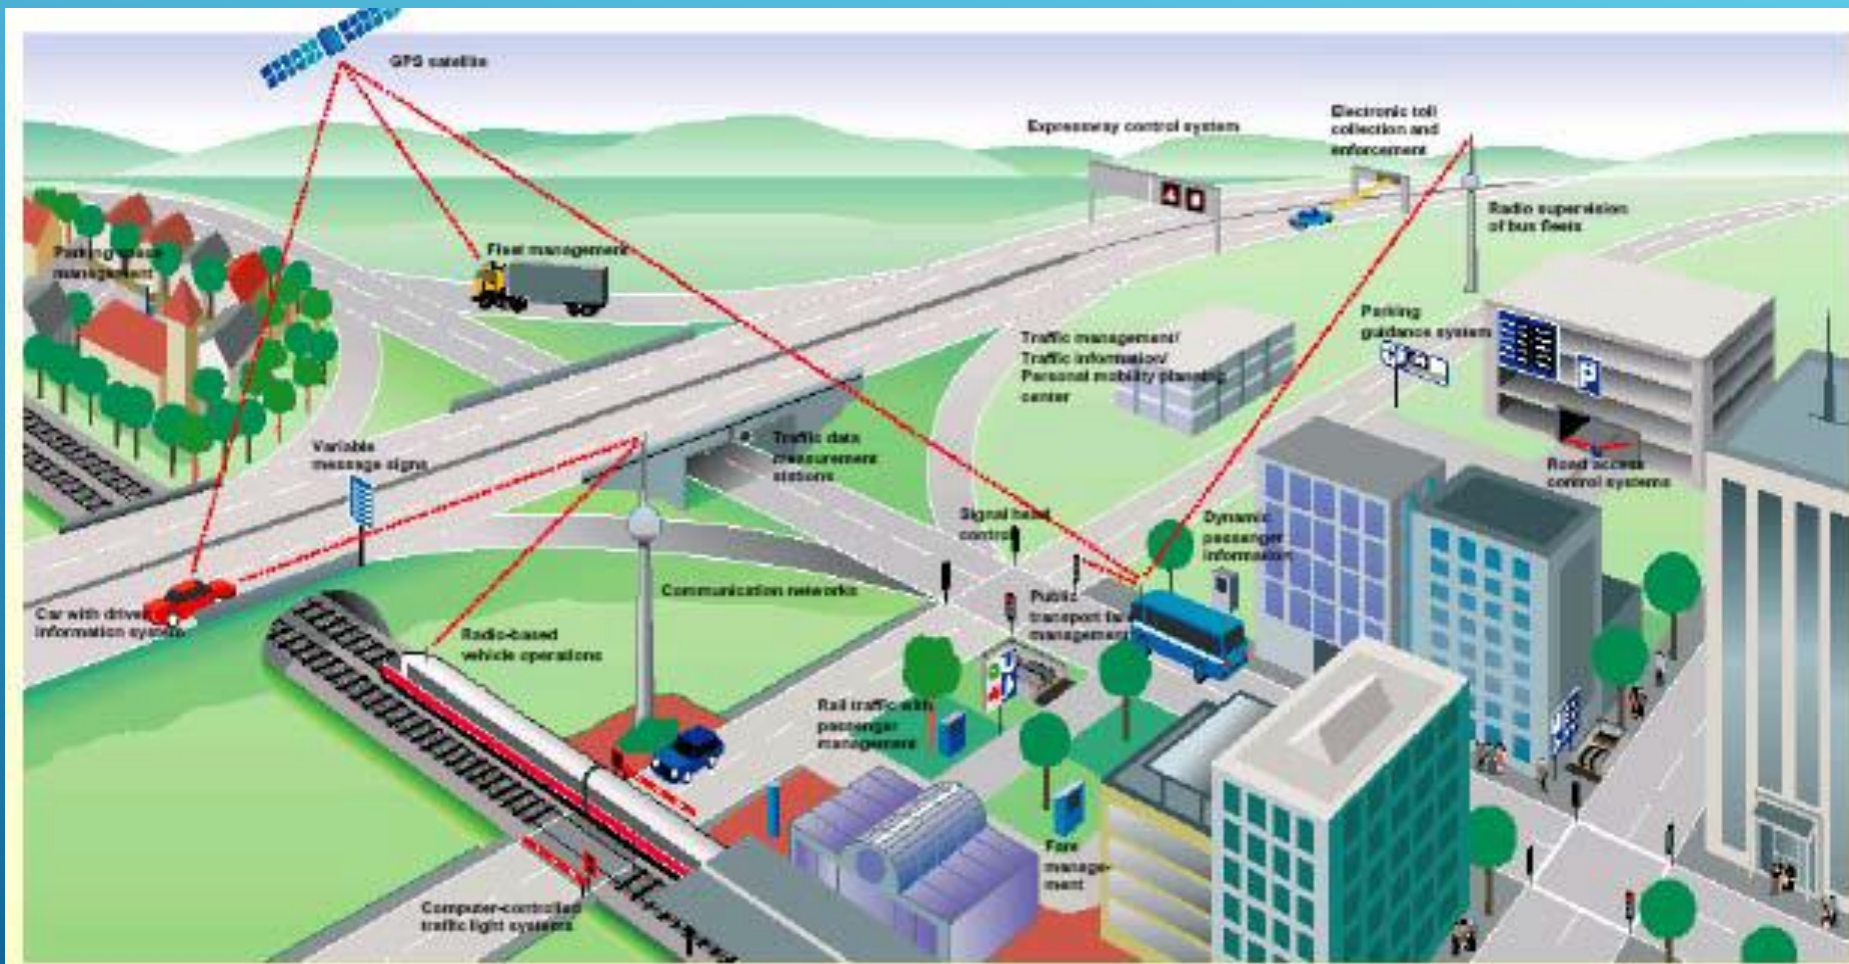 GPS satellite
Expressway control system
Electronic toll
collection and
enforcement
Radio supervision
of bus fleets
Parking space
management
Fleet management
Parking
guidance system
Traffic management/
Traffic information/
Personal mobility planning
center
Variable
message signs
Traffic data
measurement
stations
Road access
control systems
Signal head
control
Dynamic
passenger
information
Car with driver
information system
Communication networks
Public
transport fare
management
Radio-based
vehicle operations
Rail traffic with
passenger
management
Fare
manage-
ment
Computer-controlled
traffic light systems
P